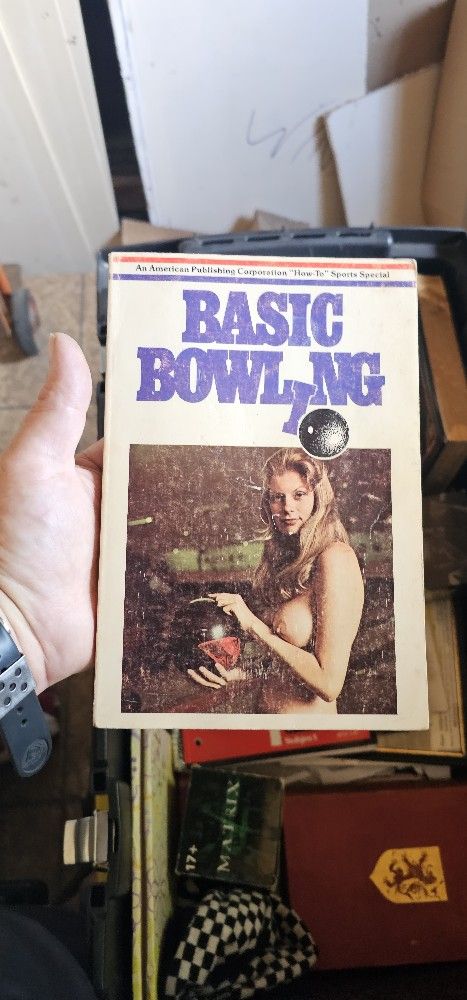 An American Publishing Corporation "How-To" Sports Special
BASIC
BOWLING
17+
MATRIX